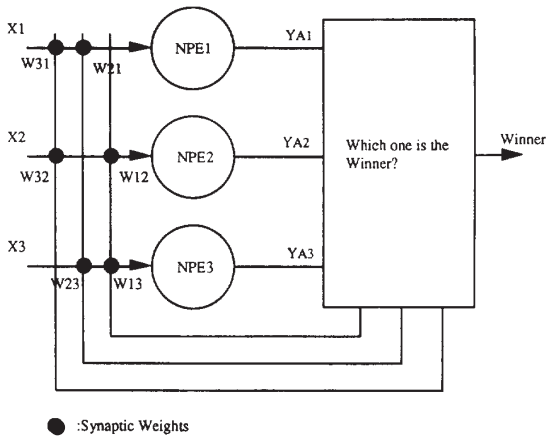 X1
W31
W21
NPE1
YA1
X2
W32
W12
NPE2
YA2
Which one is the
Winner?
Winner
X3
W23
W13
NPE3
YA3
:Synaptic Weights